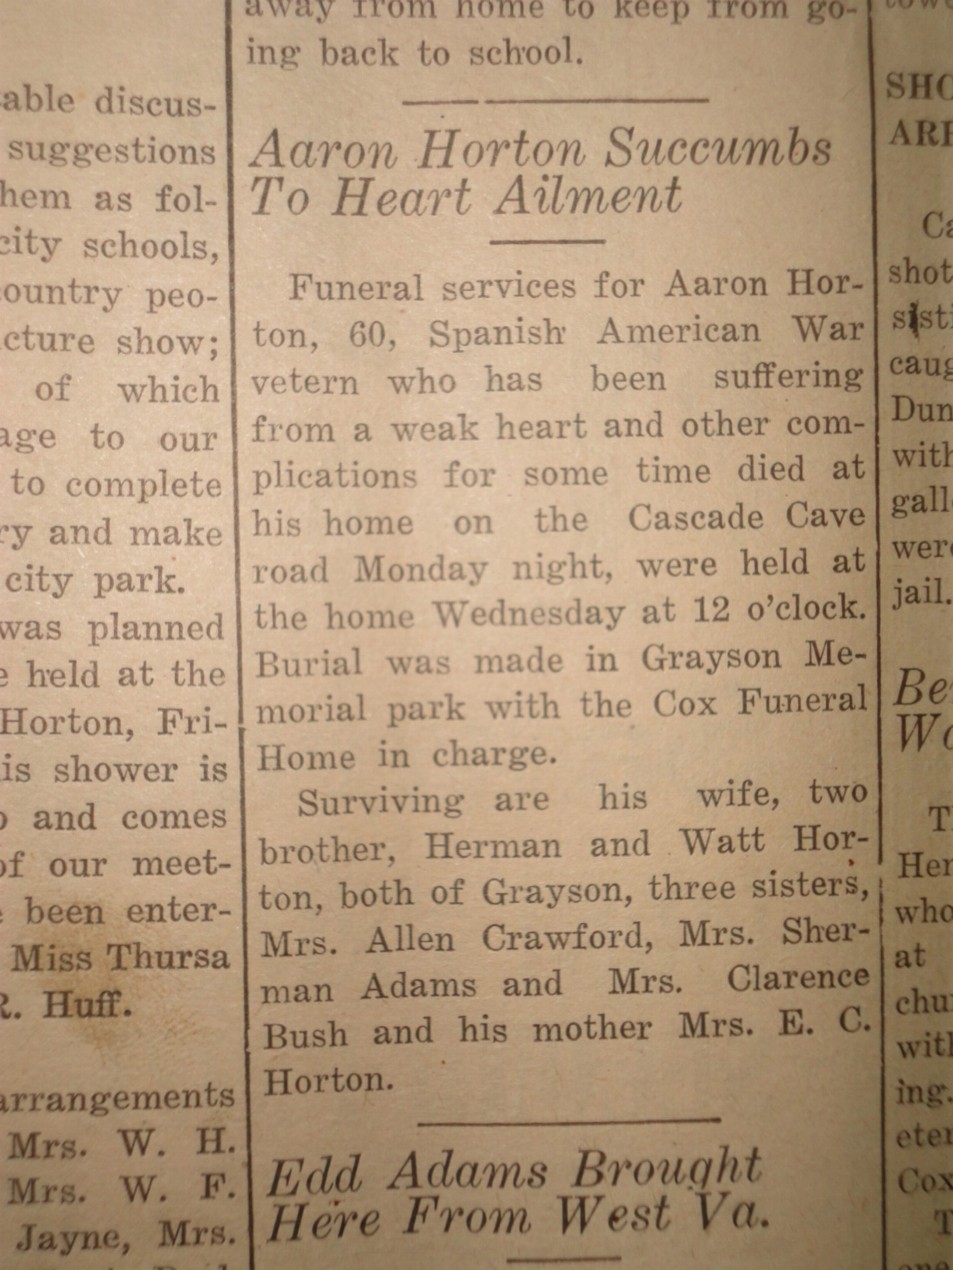 able discus-
suggestions
hem as fol-
city schools,
ountry peo-
cture show;
of which
age to our
to complete
ry and make
city park.
was planned
e held at the
Horton, Fri-
is shower is
and comes
of our meet-
been enter-
Miss Thursa
R. Huff.
arrangements
Mrs. W. H.
Mrs. W. F.
Jayne, Mrs.
away from home to keep from go-
ing back to school.
Aaron Horton Succumbs
To Heart Ailment
Funeral services for Aaron Hor-
ton, 60, Spanish American War
vetern who has been suffering
from a weak heart and other com-
plications for some time died at
his home on the Cascade Cave
road Monday night, were held at
the home Wednesday at 12 o'clock.
Burial was made in Grayson Me-
morial park with the Cox Funeral
Home in charge.
Surviving are his wife, two
brother, Herman and Watt Hor-
ton, both of Grayson, three sisters,
Mrs. Allen Crawford, Mrs. Sher-
man Adams and Mrs. Clarence
Bush and his mother Mrs. E. C.
Horton.
Edd Adams Brought
Here From West Va.
SHO
ARE
Ca
shot
sisti
caug
Dun
with
gall
were
jail.
Be
Wo
T
Her
who
at
chu
with
ing.
eter
Cox
T